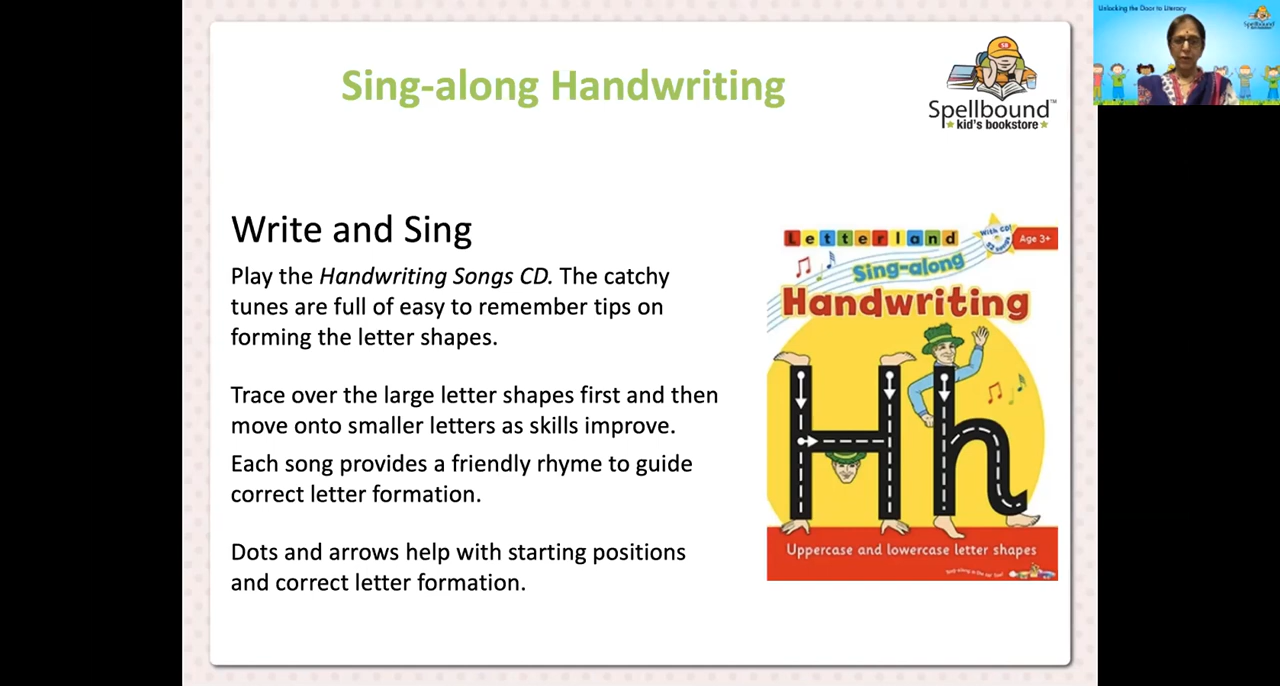 Unlocking the Door to Literacy
Spellbound
Sing-along Handwriting
SB
Spellbound™
kid's bookstore
Write and Sing
Play the Handwriting Songs CD. The catchy
tunes are full of easy to remember tips on
forming the letter shapes.
Trace over the large letter shapes first and then
move onto smaller letters as skills improve.
Each song provides a friendly rhyme to guide
correct letter formation.
Dots and arrows help with starting positions
and correct letter formation.
Letterland
With CD!
52 songs
Age 3+
Sing-along
Handwriting
Hh
Uppercase and lowercase letter shapes